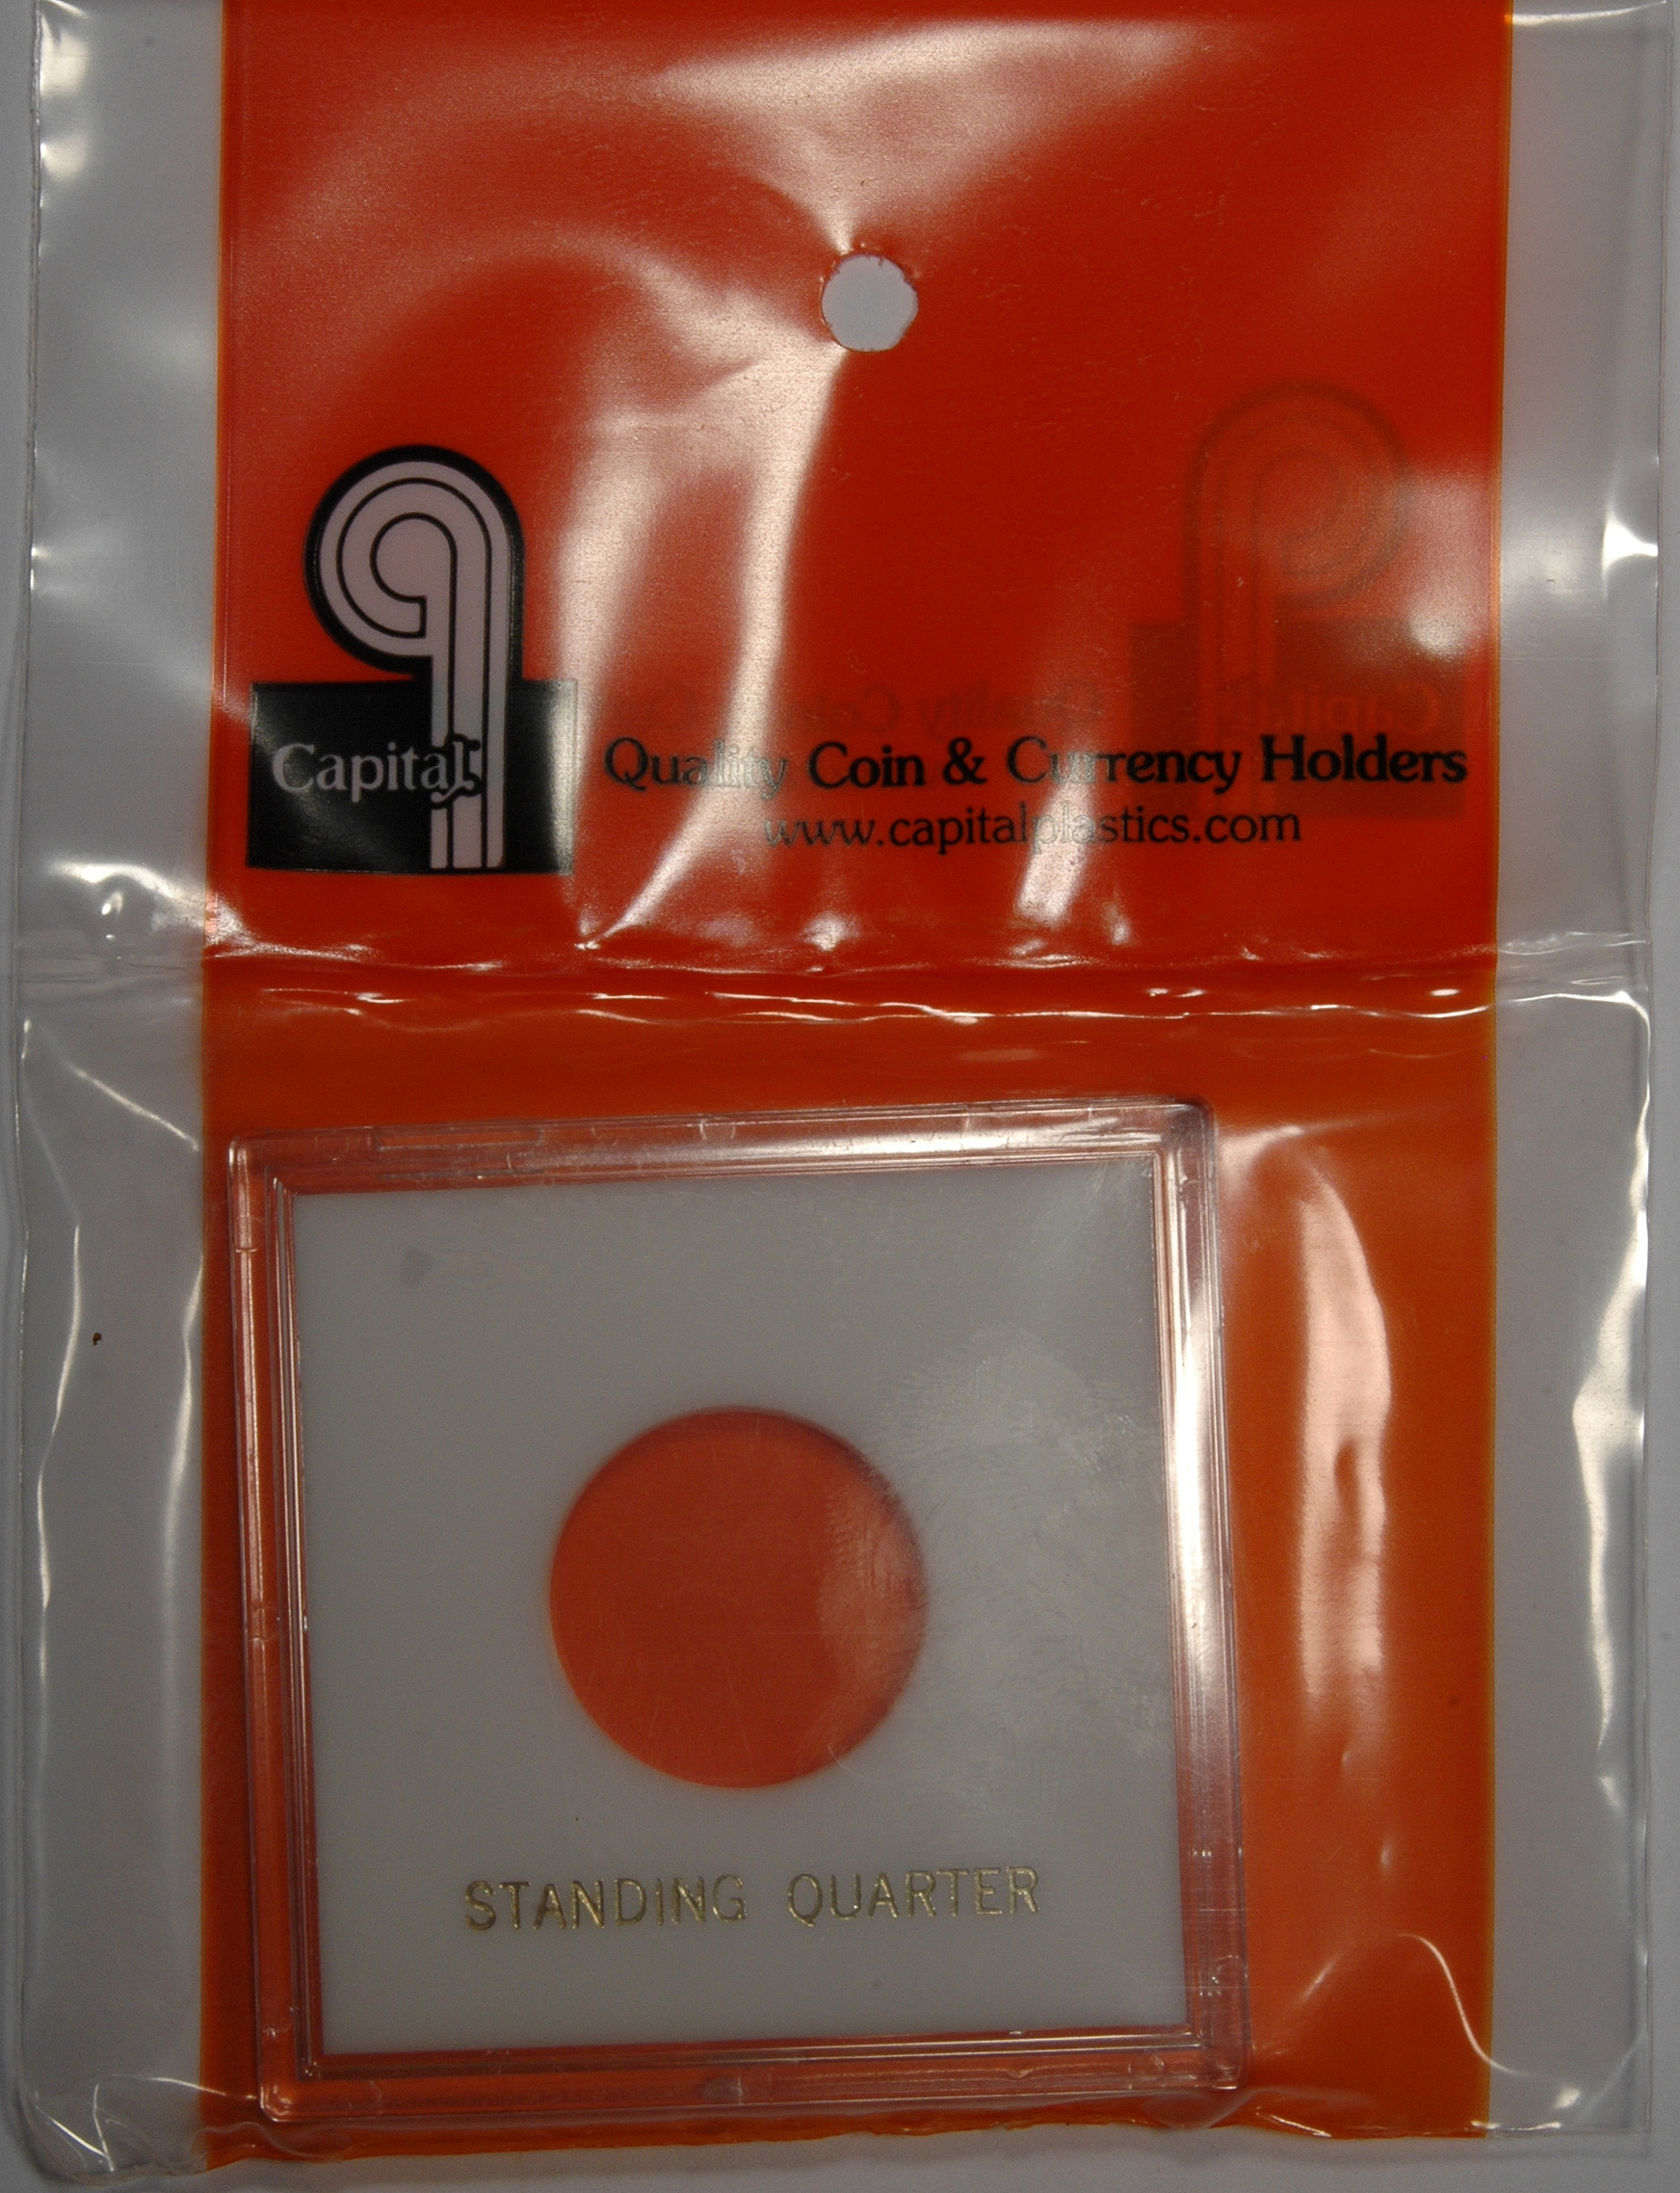 Capital
Quality Coin & Currency Holders
www.capitalplastics.com
STANDING QUARTER